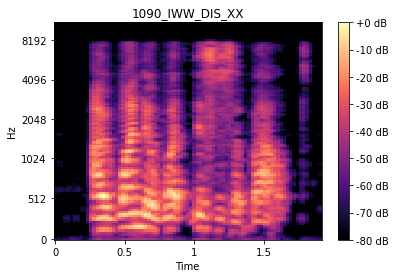 1090_IWW_DIS_XX
+0 dB
8192
-10 dB
4096
-20 dB
-30 dB
2048
Hz
-40 dB
1024
-50 dB
512
-60 dB
-70 dB
0
-80 dB
0 0.5 1 1.5
Time